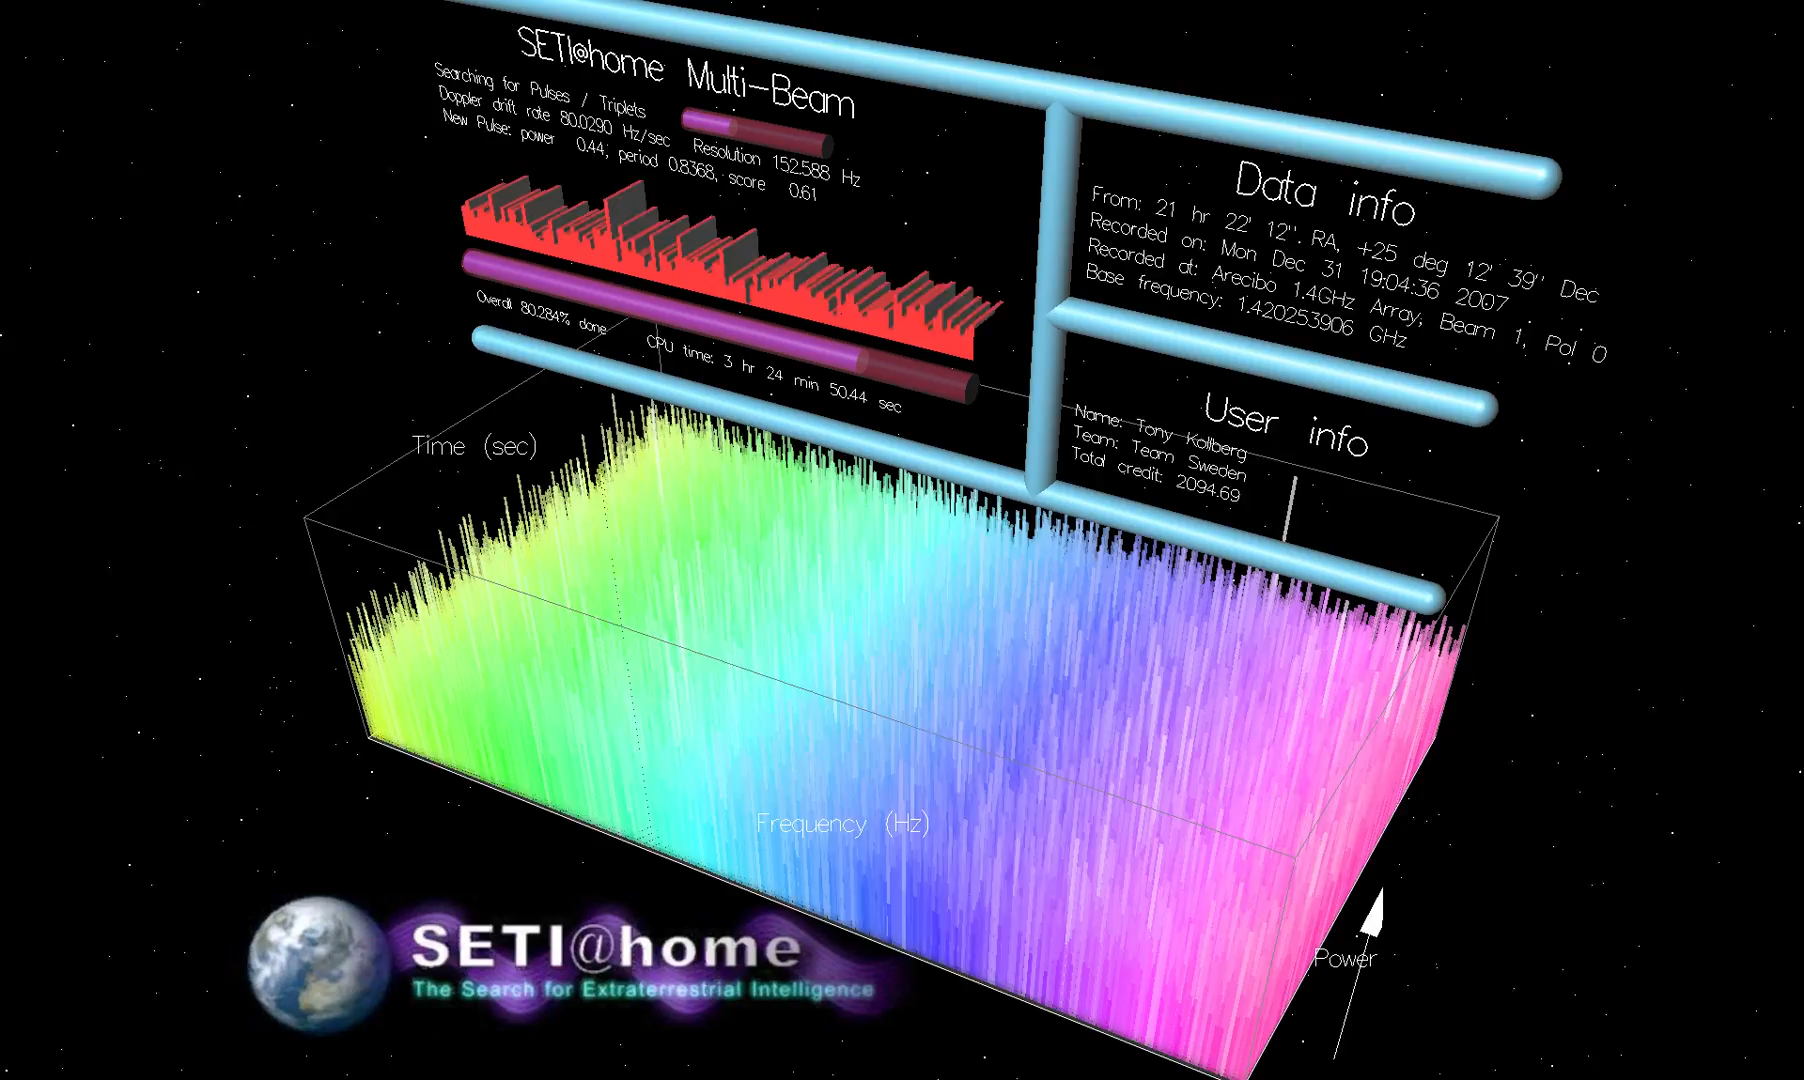 SETI@home Multi-Beam
Searching for Pulses / Triplets
Doppler drift rate 80.0290 Hz/sec Resolution 152.588 Hz
New Pulse: power 0.44, period 0.8368, score 0.61
Overall 80.284% done
CPU time: 3 hr 24 min 50.44 sec
Data info
From: 21 hr 22' 12'' RA, +25 deg 12' 39'' Dec
Recorded on: Mon Dec 31 19:04:36 2007
Recorded at: Arecibo 1.4GHz Array, Beam 1, Pol 0
Base frequency: 1.420253906 GHz
User info
Name: Tony Kollberg
Team: Team Sweden
Total credit: 2094.69
Time (sec)
Frequency (Hz)
Power
SETI@home
The Search for Extraterrestrial Intelligence